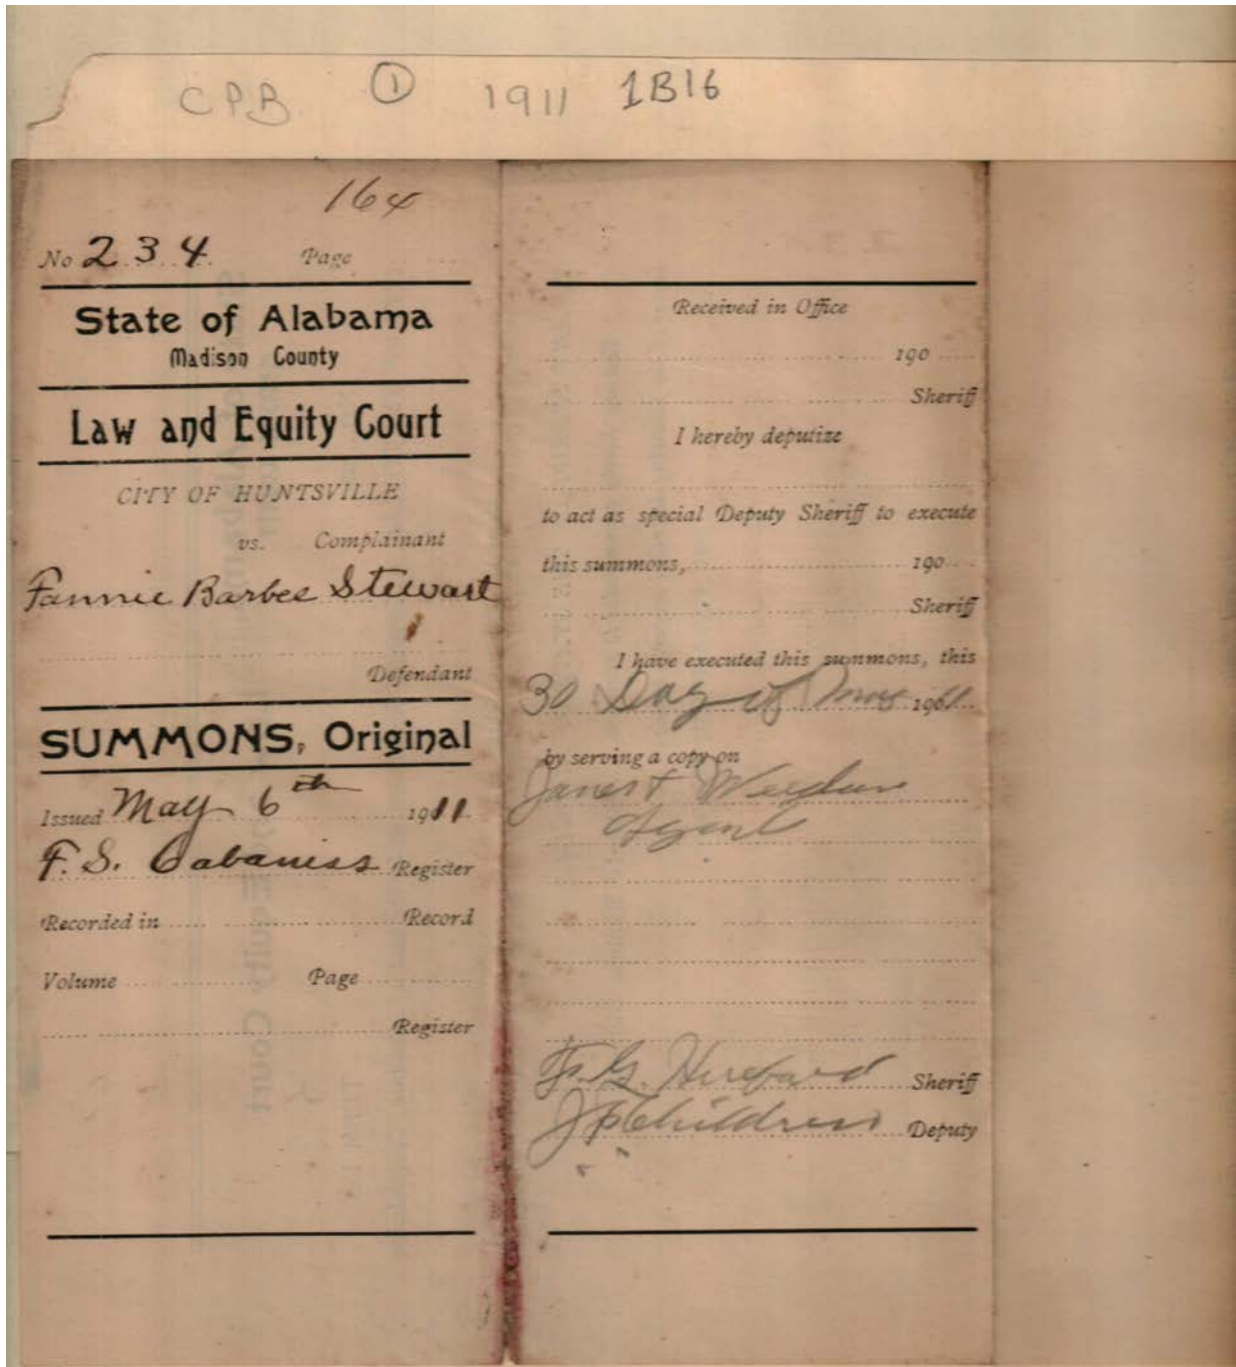 CPB ① 1911 1B16
164
No 234. Page
State of Alabama
Madison County
Law and Equity Court
CITY OF HUNTSVILLE
vs. Complainant
Fannie Barbee Stewart
Defendant
SUMMONS, Original
Issued May 6th 1911.
F. S. Cabaniss Register
Recorded in Record
Volume Page
Register
Received in Office
190
Sheriff
I hereby deputize
to act as special Deputy Sheriff to execute
this summons, 190
Sheriff
I have executed this summons, this
30 Day of 1911.
by serving a copy on
Weeden
Agent
Sheriff
J P Childress Deputy